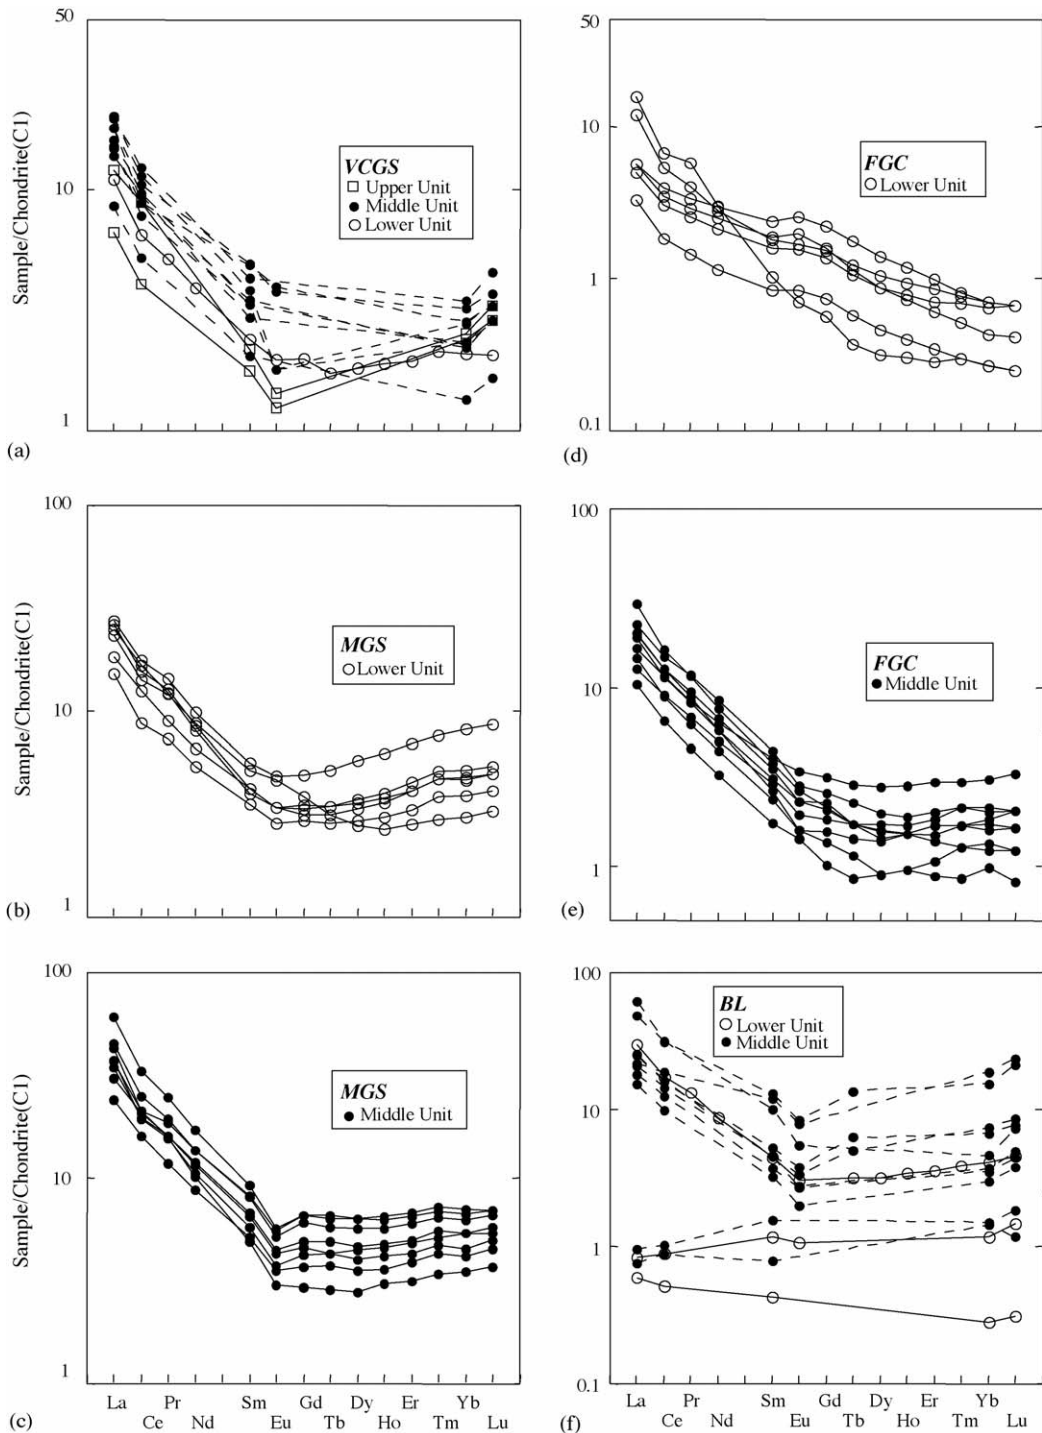 50
10
1
Sample/Chondrite(C1)
VCGS
Upper Unit
Middle Unit
Lower Unit
(a)
50
10
1
0.1
FGC
Lower Unit
(d)
100
10
1
Sample/Chondrite(C1)
MGS
Lower Unit
(b)
100
10
1
FGC
Middle Unit
(e)
100
10
1
Sample/Chondrite(C1)
MGS
Middle Unit
La Pr Sm Gd Dy Er Yb
Ce Nd Eu Tb Ho Tm Lu
(c)
100
10
1
0.1
BL
Lower Unit
Middle Unit
La Pr Sm Gd Dy Er Yb
Ce Nd Eu Tb Ho Tm Lu
(f)